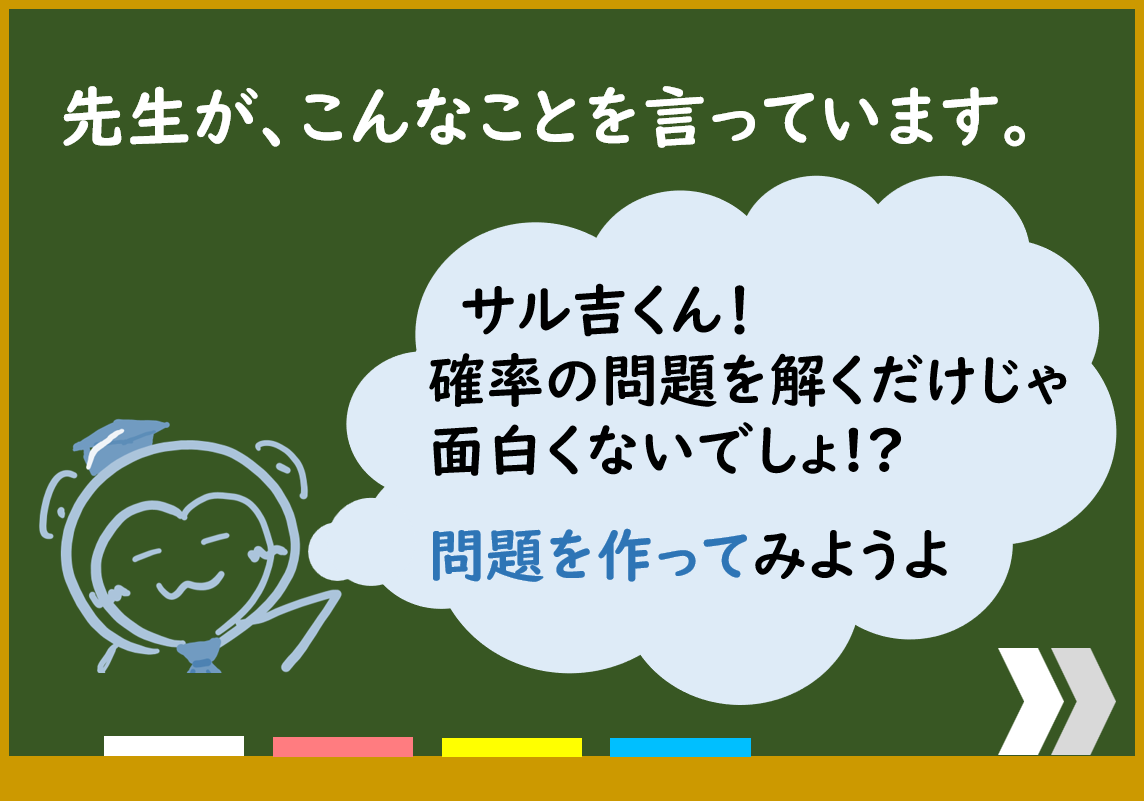 先生が、こんなことを言っています。
サル吉くん!
確率の問題を解くだけじゃ
面白くないでしょ!?
問題を作ってみようよ